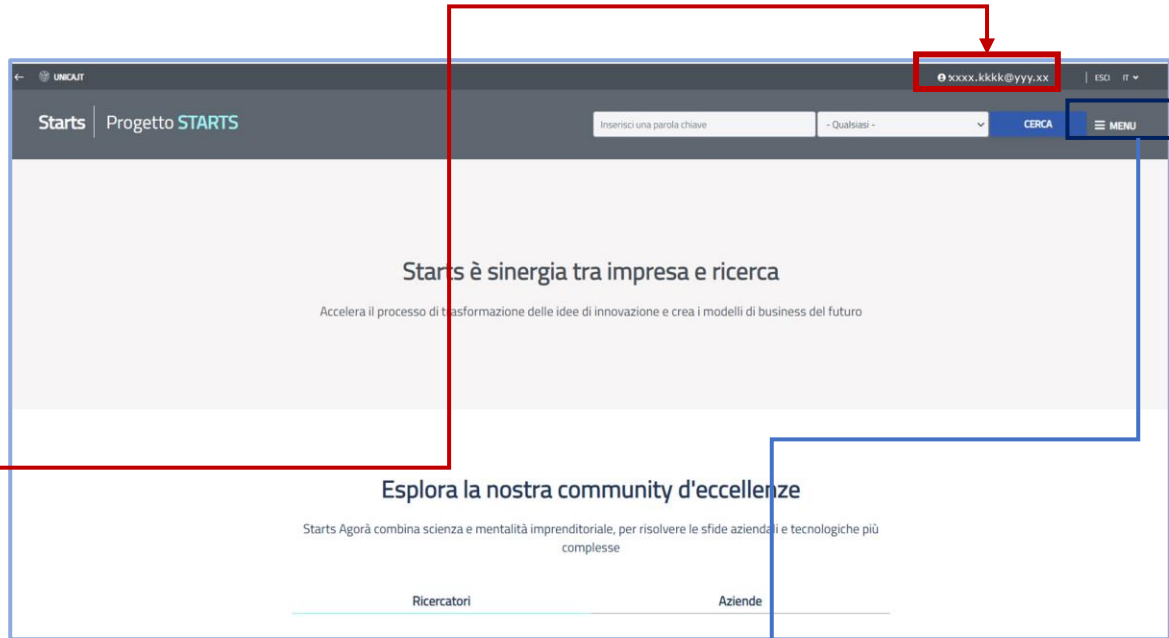 ← UNICA.IT
xxxx.kkkk@yyy.xx | ESCI IT
Starts | Progetto STARTS
Inserisci una parola chiave
- Qualsiasi -
CERCA
☰ MENU
Starts è sinergia tra impresa e ricerca
Accelera il processo di trasformazione delle idee di innovazione e crea i modelli di business del futuro
Esplora la nostra community d'eccellenze
Starts Agorà combina scienza e mentalità imprenditoriale, per risolvere le sfide aziendali e tecnologiche più
complesse
Ricercatori
Aziende